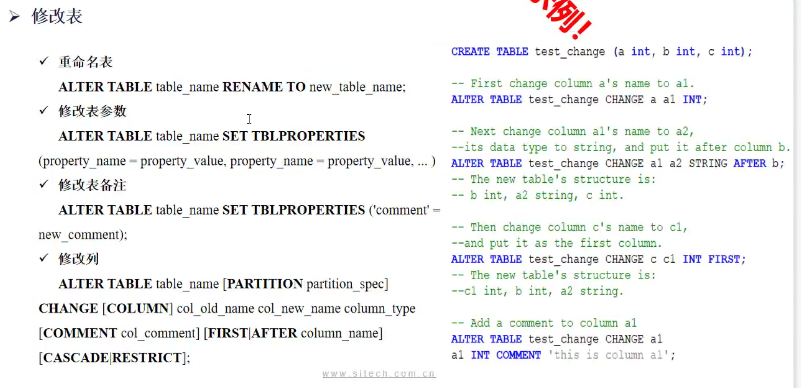 修改表
重命名表
ALTER TABLE table_name RENAME TO new_table_name;
修改表参数
ALTER TABLE table_name SET TBLPROPERTIES
(property_name = property_value, property_name = property_value, ... )
修改表备注
ALTER TABLE table_name SET TBLPROPERTIES ('comment' =
new_comment);
修改列
ALTER TABLE table_name [PARTITION partition_spec]
CHANGE [COLUMN] col_old_name col_new_name column_type
[COMMENT col_comment] [FIRST|AFTER column_name]
[CASCADE|RESTRICT];
例!
CREATE TABLE test_change (a int, b int, c int);
-- First change column a's name to a1.
ALTER TABLE test_change CHANGE a a1 INT;
-- Next change column a1's name to a2,
--its data type to string, and put it after column b.
ALTER TABLE test_change CHANGE a1 a2 STRING AFTER b;
-- The new table's structure is:
-- b int, a2 string, c int.
-- Then change column c's name to c1,
--and put it as the first column.
ALTER TABLE test_change CHANGE c c1 INT FIRST;
-- The new table's structure is:
--c1 int, b int, a2 string.
-- Add a comment to column a1
ALTER TABLE test_change CHANGE a1
a1 INT COMMENT 'this is column a1';
www.sitech.com.cn